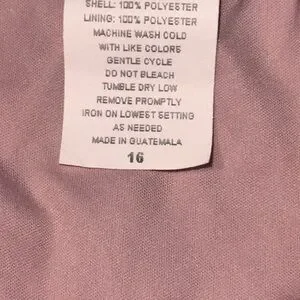 SHELL: 100% POLYESTER
LINING: 100% POLYESTER
MACHINE WASH COLD
WITH LIKE COLORS
GENTLE CYCLE
DO NOT BLEACH
TUMBLE DRY LOW
REMOVE PROMPTLY
IRON ON LOWEST SETTING
AS NEEDED
MADE IN GUATEMALA
16